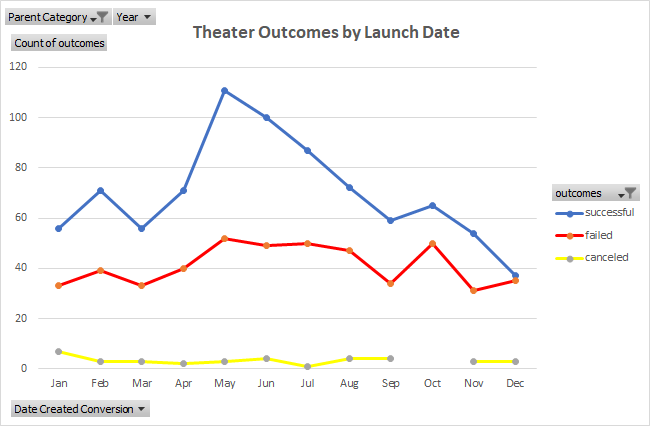 Parent Category Year
Theater Outcomes by Launch Date
Count of outcomes
120
100
80
60
40
20
0
Jan Feb Mar Apr May Jun Jul Aug Sep Oct Nov Dec
outcomes
successful
failed
canceled
Date Created Conversion